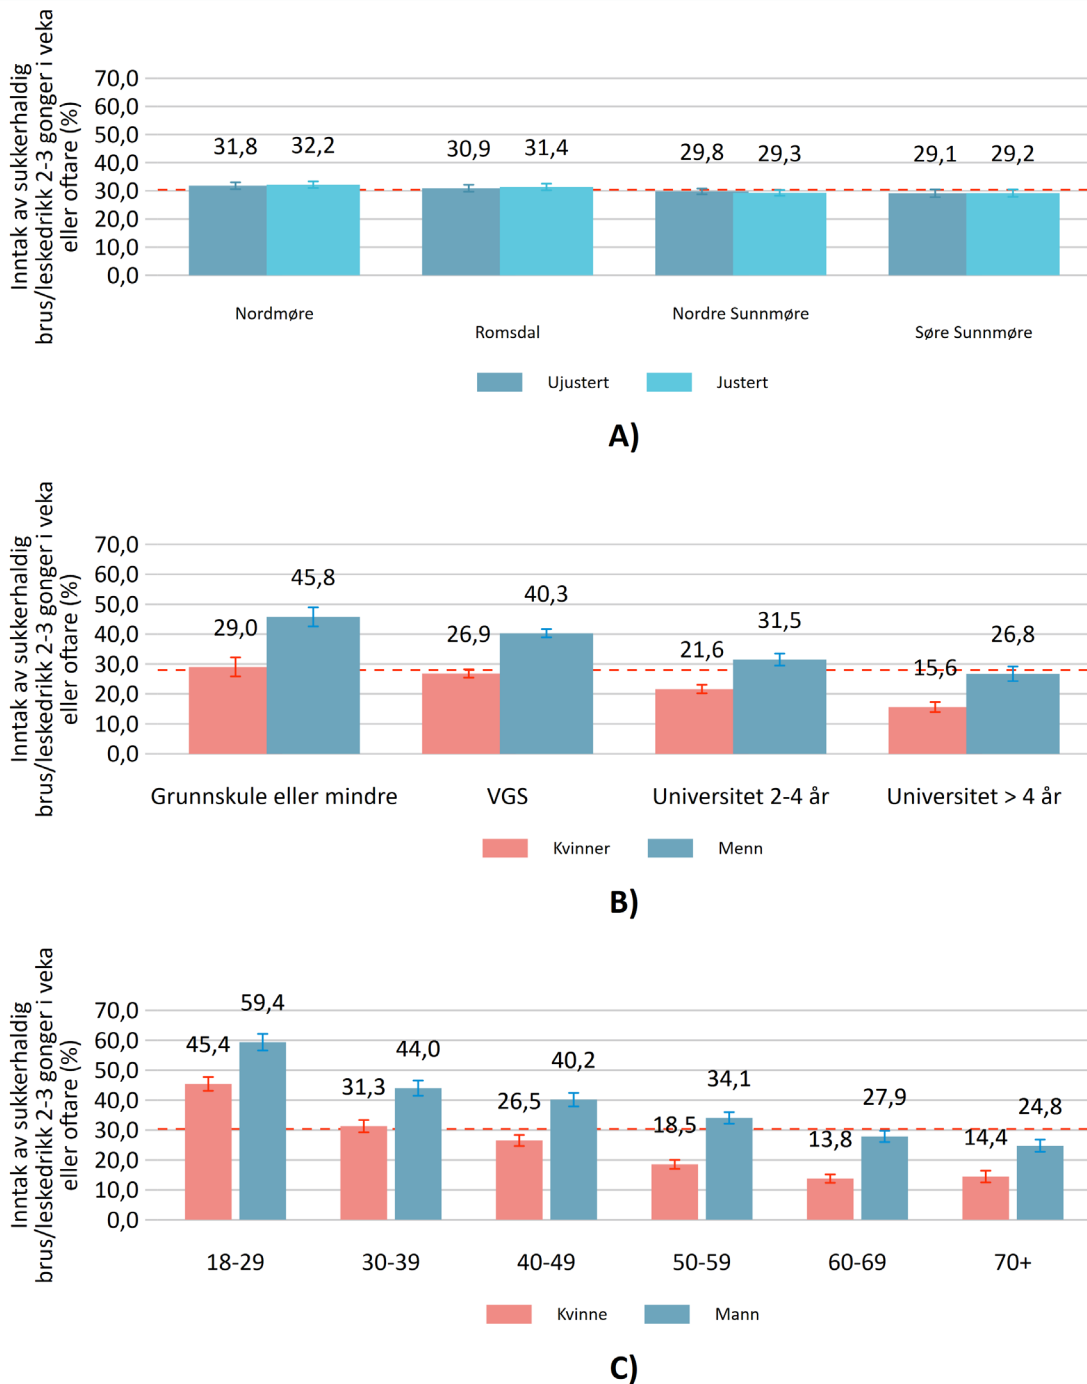 Inntak av sukkerhaldig
brus/leskedrikk 2-3 gonger i veka
eller oftare (%)
70,0
60,0
50,0
40,0
30,0
20,0
10,0
0,0
31,8
32,2
30,9
31,4
29,8
29,3
29,1
29,2
Nordmøre
Romsdal
Nordre Sunnmøre
Søre Sunnmøre
Ujustert
Justert
A)
Inntak av sukkerhaldig
brus/leskedrikk 2-3 gonger i veka
eller oftare (%)
70,0
60,0
50,0
40,0
30,0
20,0
10,0
0,0
29,0
45,8
26,9
40,3
21,6
31,5
15,6
26,8
Grunnskule eller mindre
VGS
Universitet 2-4 år
Universitet > 4 år
Kvinner
Menn
B)
Inntak av sukkerhaldig
brus/leskedrikk 2-3 gonger i veka
eller oftare (%)
70,0
60,0
50,0
40,0
30,0
20,0
10,0
0,0
45,4
59,4
31,3
44,0
26,5
40,2
18,5
34,1
13,8
27,9
14,4
24,8
18-29
30-39
40-49
50-59
60-69
70+
Kvinne
Mann
C)